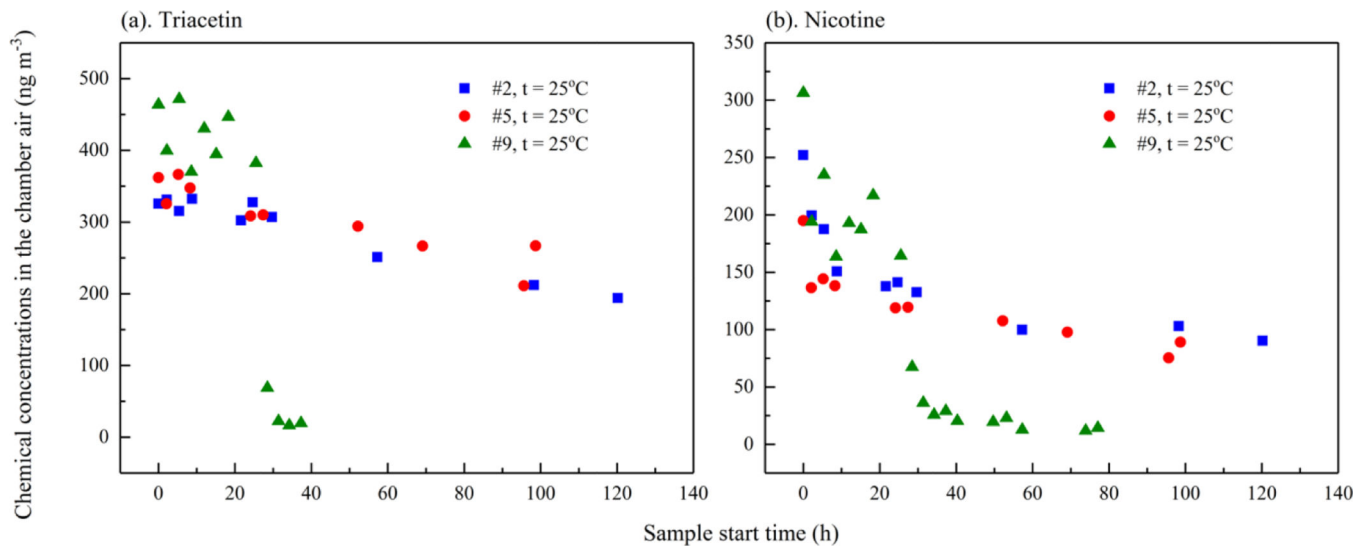 Chemical concentrations in the chamber air (ng m⁻³)
(a). Triacetin
500
400
300
200
100
0
#2, t = 25°C
#5, t = 25°C
#9, t = 25°C
0 20 40 60 80 100 120 140
(b). Nicotine
350
300
250
200
150
100
50
0
#2, t = 25°C
#5, t = 25°C
#9, t = 25°C
0 20 40 60 80 100 120 140
Sample start time (h)